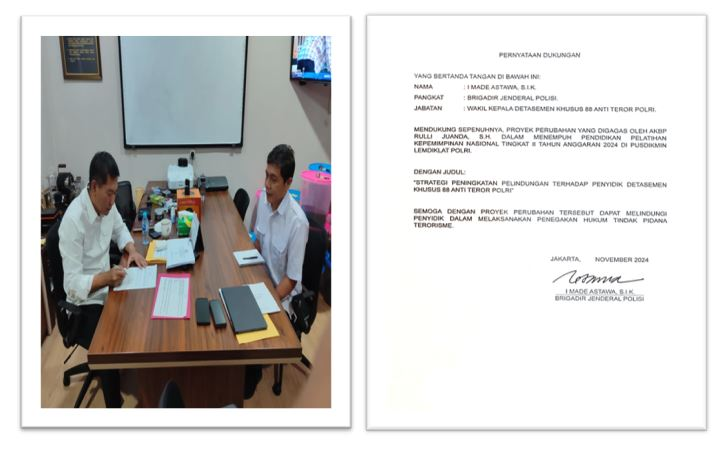 PERNYATAAN DUKUNGAN
YANG BERTANDA TANGAN DI BAWAH INI:
NAMA : I MADE ASTAWA, S.I.K.
PANGKAT : BRIGADIR JENDERAL POLISI.
JABATAN : WAKIL KEPALA DETASEMEN KHUSUS 88 ANTI TEROR POLRI.
MENDUKUNG SEPENUHNYA, PROYEK PERUBAHAN YANG DIGAGAS OLEH AKBP
RULLI JUANDA, S.H. DALAM MENEMPUH PENDIDIKAN PELATIHAN
KEPEMIMPINAN NASIONAL TINGKAT II TAHUN ANGGARAN 2024 DI PUSDIKMIN
LEMDIKLAT POLRI.
DENGAN JUDUL:
"STRATEGI PENINGKATAN PELINDUNGAN TERHADAP PENYIDIK DETASEMEN
KHUSUS 88 ANTI TEROR POLRI"
SEMOGA DENGAN PROYEK PERUBAHAN TERSEBUT DAPAT MELINDUNGI
PENYIDIK DALAM MELAKSANAKAN PENEGAKAN HUKUM TINDAK PIDANA
TERORISME.
JAKARTA, NOVEMBER 2024
I MADE ASTAWA, S.I.K.
BRIGADIR JENDERAL POLISI